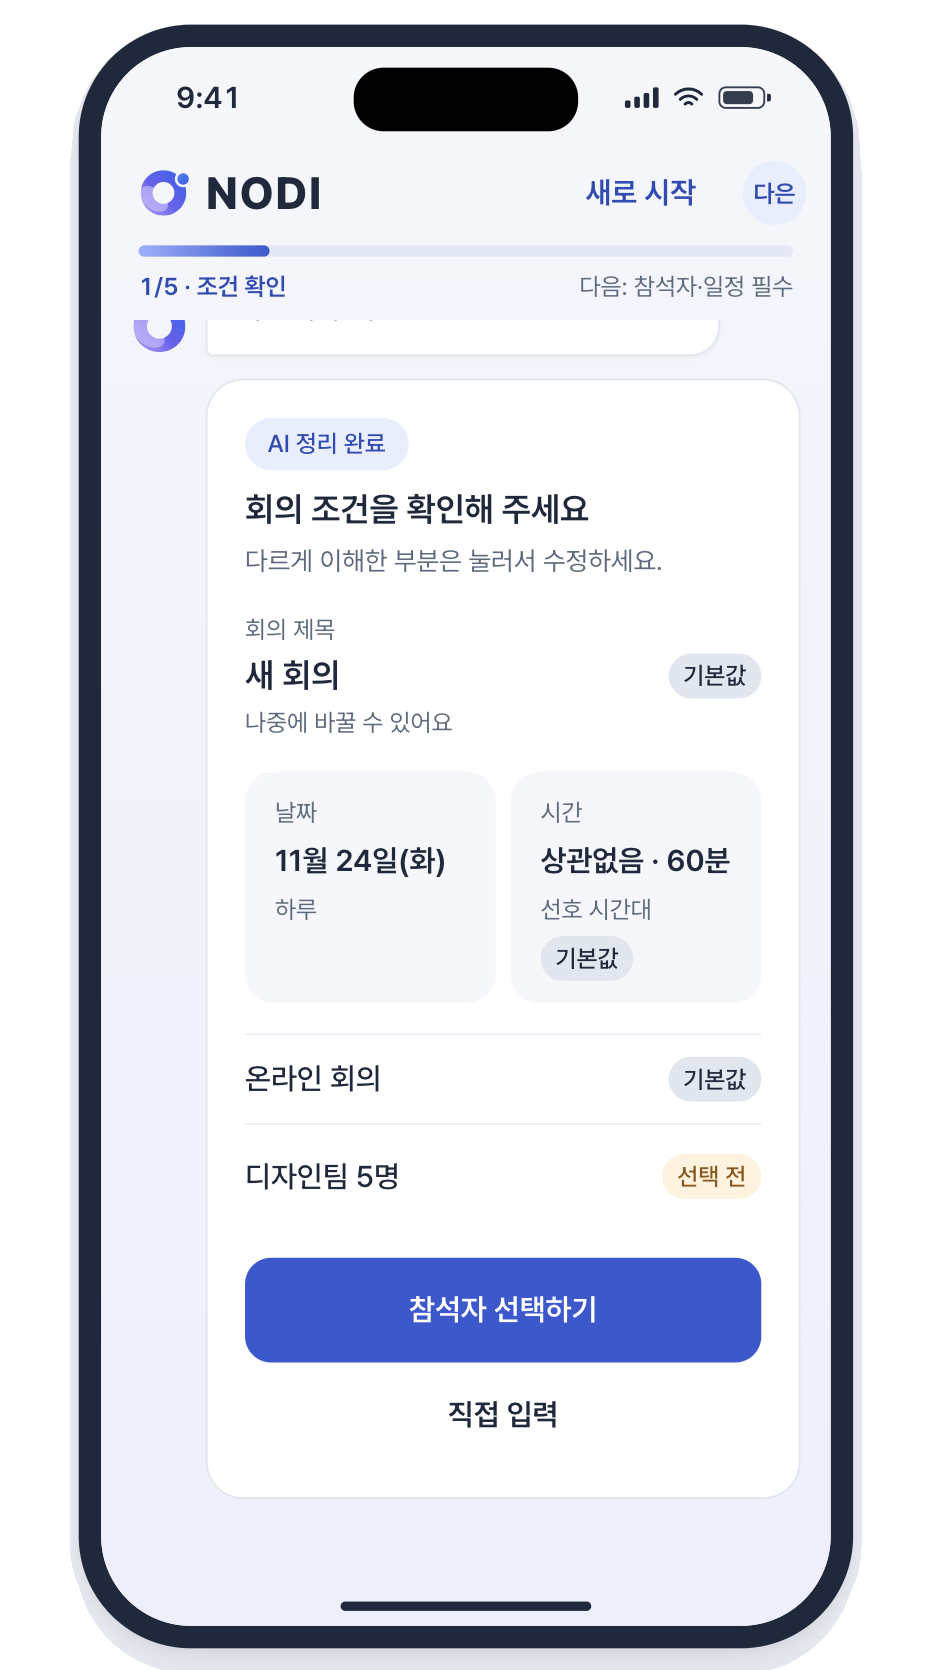 9:41
NODI
새로 시작
다은
1/5 · 조건 확인
다음: 참석자·일정 필수
AI 정리 완료
회의 조건을 확인해 주세요
다르게 이해한 부분은 눌러서 수정하세요.
회의 제목
새 회의
기본값
나중에 바꿀 수 있어요
날짜
11월 24일(화)
하루
시간
상관없음 · 60분
선호 시간대
기본값
온라인 회의
기본값
디자인팀 5명
선택 전
참석자 선택하기
직접 입력